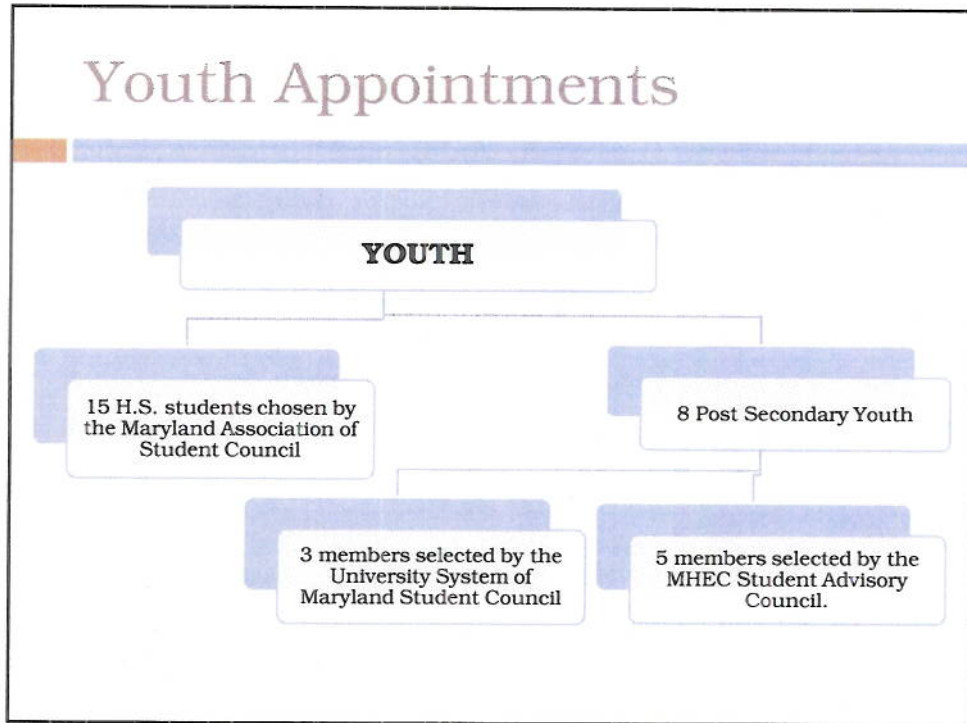 Youth Appointments
YOUTH
15 H.S. students chosen by
the Maryland Association of
Student Council
8 Post Secondary Youth
3 members selected by the
University System of
Maryland Student Council
5 members selected by the
MHEC Student Advisory
Council.